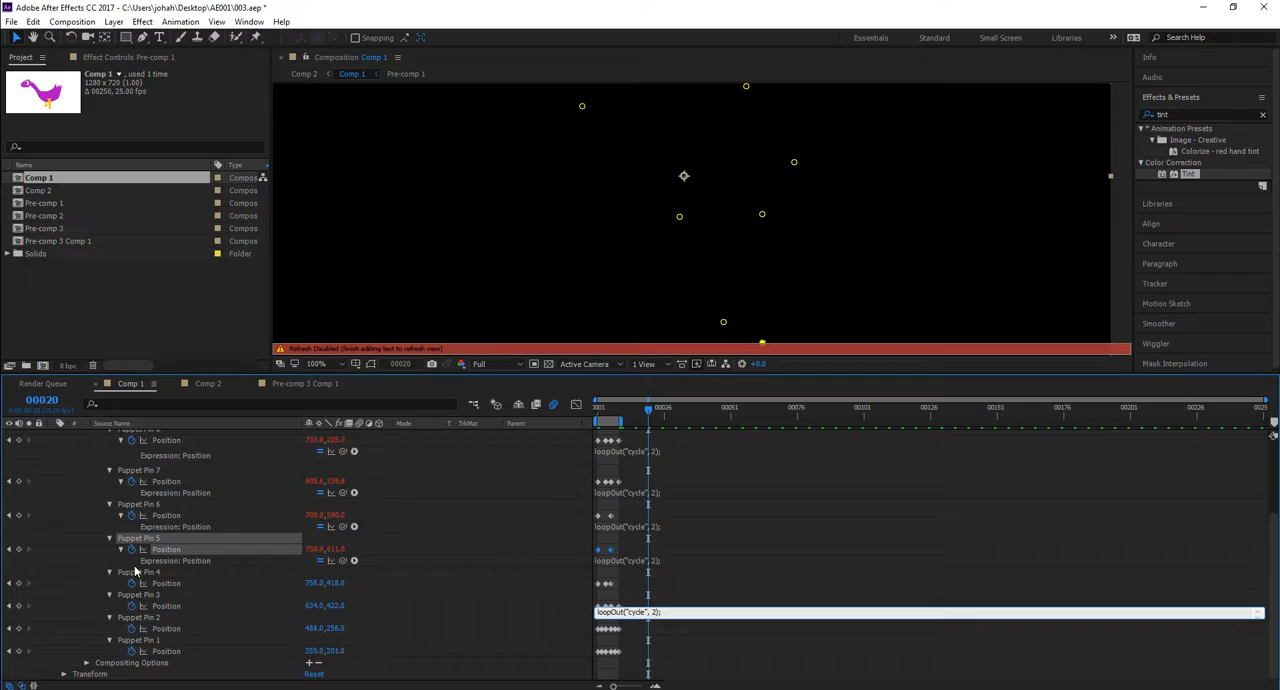 Adobe After Effects CC 2017 - C:\Users\johah\Desktop\AE001\003.aep *
File Edit Composition Layer Effect Animation View Window Help
Snapping Essentials Standard Small Screen Libraries Search Help
Project Effect Controls Pre-comp 1
Comp 1 , used 1 time
1280 x 720 (1.00)
Δ 00250, 25.00 fps
Name Type
Comp 1 Compos
Comp 2 Compos
Pre-comp 1 Compos
Pre-comp 2 Compos
Pre-comp 3 Compos
Pre-comp 3 Comp 1 Compos
Solids Folder
8 bpc
Composition Comp 1
Comp 2 Comp 1 Pre-comp 1
Refresh Disabled (finish editing text to refresh view)
100% 00020 Full Active Camera 1 View +0.0
Info
Audio
Effects & Presets
tint
* Animation Presets
Image - Creative
Colorize - red hand tint
Color Correction
Tint
Libraries
Align
Character
Paragraph
Tracker
Motion Sketch
Smoother
Wiggler
Mask Interpolation
Render Queue Comp 1 Comp 2 Pre-comp 3 Comp 1
00020
0:00:00:20 (25.00 fps)
0001 00026 00051 00076 00101 00126 00151 00176 00201 00226 0025
Source Name Mode T TrkMat Parent
Position 733.8,225.7
Expression: Position loopOut("cycle", 2);
Puppet Pin 7
Position 805.6,339.8
Expression: Position loopOut("cycle", 2);
Puppet Pin 6
Position 700.0,580.0
Expression: Position loopOut("cycle", 2);
Puppet Pin 5
Position 758.0,611.0
Expression: Position loopOut("cycle", 2);
Puppet Pin 4
Position 758.0,418.0
Puppet Pin 3
Position 634.0,422.0
loopOut("cycle", 2);
Puppet Pin 2
Position 488.0,256.0
Puppet Pin 1
Position 355.0,201.0
Compositing Options + −
Transform Reset